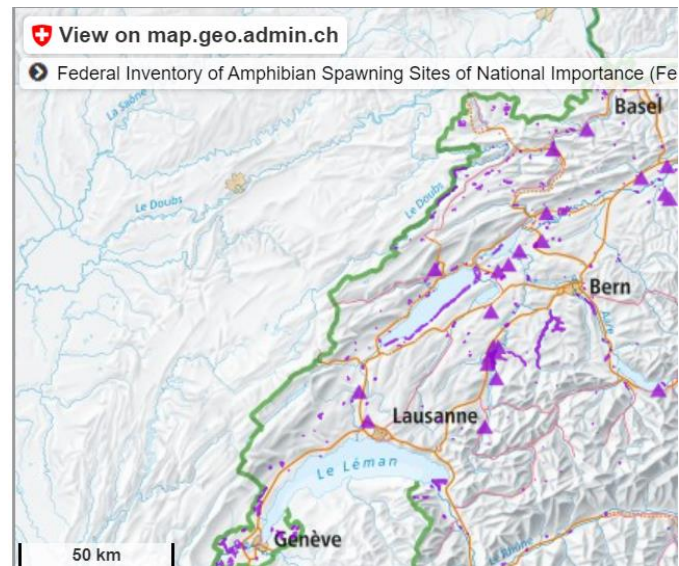 View on map.geo.admin.ch
Federal Inventory of Amphibian Spawning Sites of National Importance (Fe
Basel
La Saône
Le Doubs
Le Doubs
Bern
Aare
Lausanne
Le Léman
Genève
Le Rhône
50 km